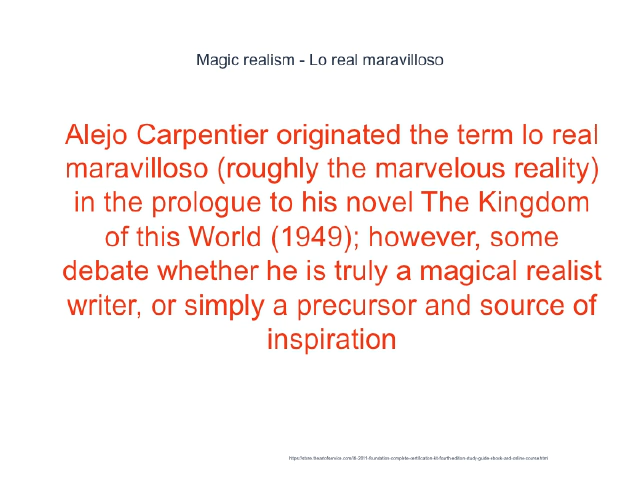 Magic realism - Lo real maravilloso
Alejo Carpentier originated the term lo real
maravilloso (roughly the marvelous reality)
in the prologue to his novel The Kingdom
of this World (1949); however, some
debate whether he is truly a magical realist
writer, or simply a precursor and source of
inspiration